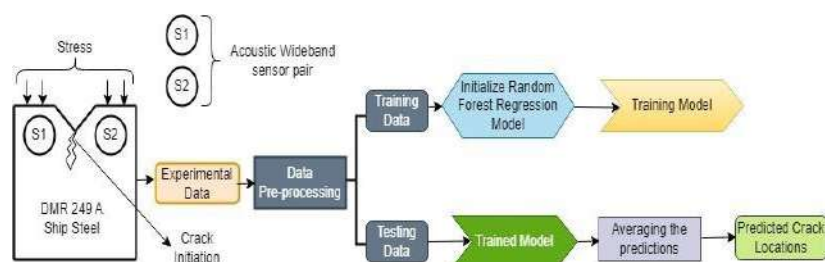 Stress
S1
S2
Acoustic Wideband
sensor pair
S1
S2
DMR 249 A
Ship Steel
Crack
Initiation
Experimental
Data
Data
Pre-processing
Training
Data
Initialize Random
Forest Regression
Model
Training Model
Testing
Data
Trained Model
Averaging the
predictions
Predicted Crack
Locations